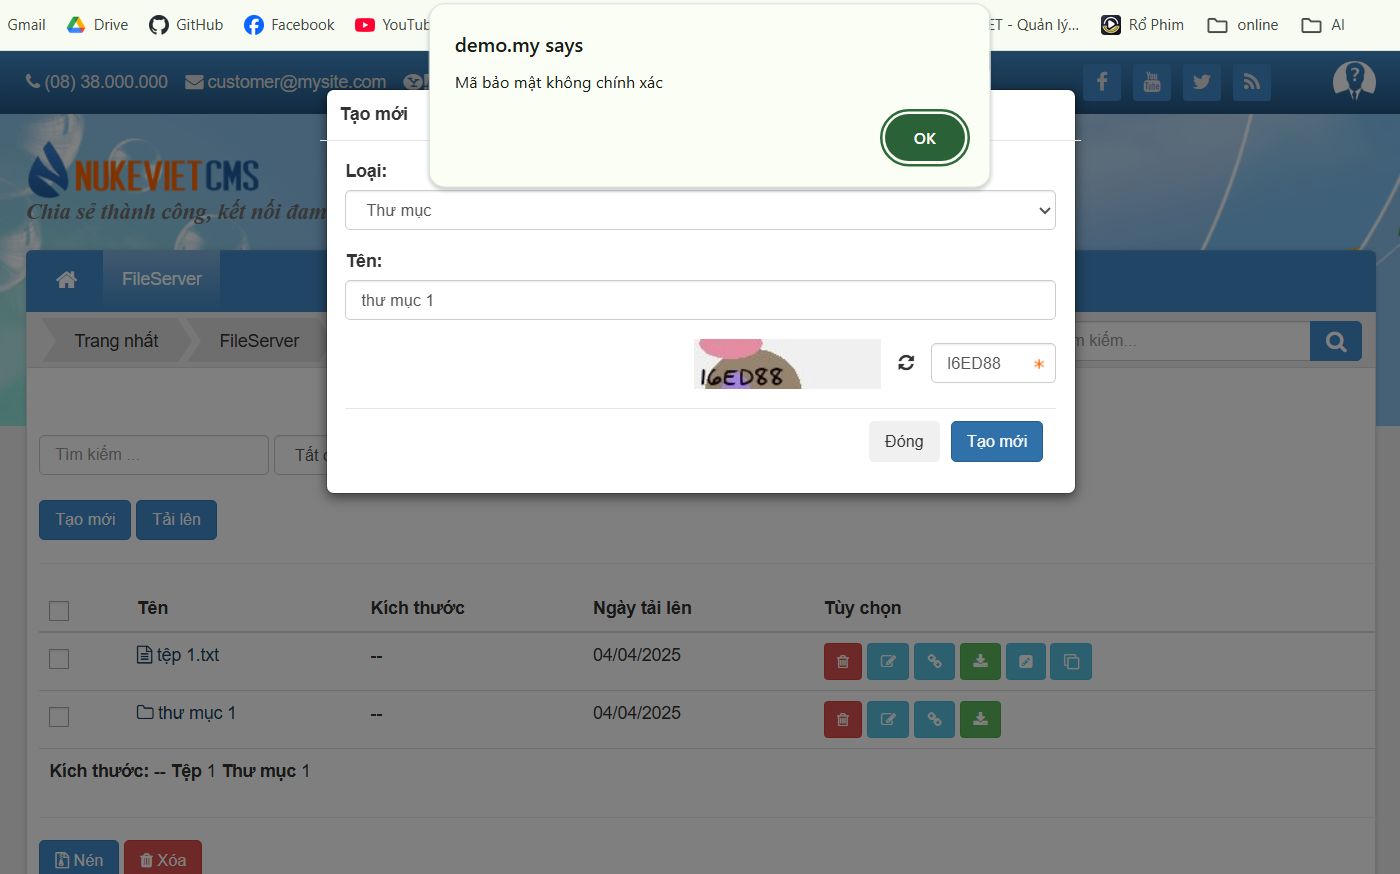 Gmail Drive GitHub Facebook YouTub ET - Quản lý... Rổ Phim online AI
demo.my says
Mã bảo mật không chính xác
OK
(08) 38.000.000 customer@mysite.com
NUKEVIET CMS
Chia sẻ thành công, kết nối đam
Tạo mới
Loại:
Thư mục
Tên:
thư mục 1
I6ED88 I6ED88 *
Đóng Tạo mới
FileServer
Trang nhất FileServer
m kiếm...
Tìm kiếm ... Tất
Tạo mới Tải lên
Tên Kích thước Ngày tải lên Tùy chọn
tệp 1.txt -- 04/04/2025
thư mục 1 -- 04/04/2025
Kích thước: -- Tệp 1 Thư mục 1
Nén Xóa